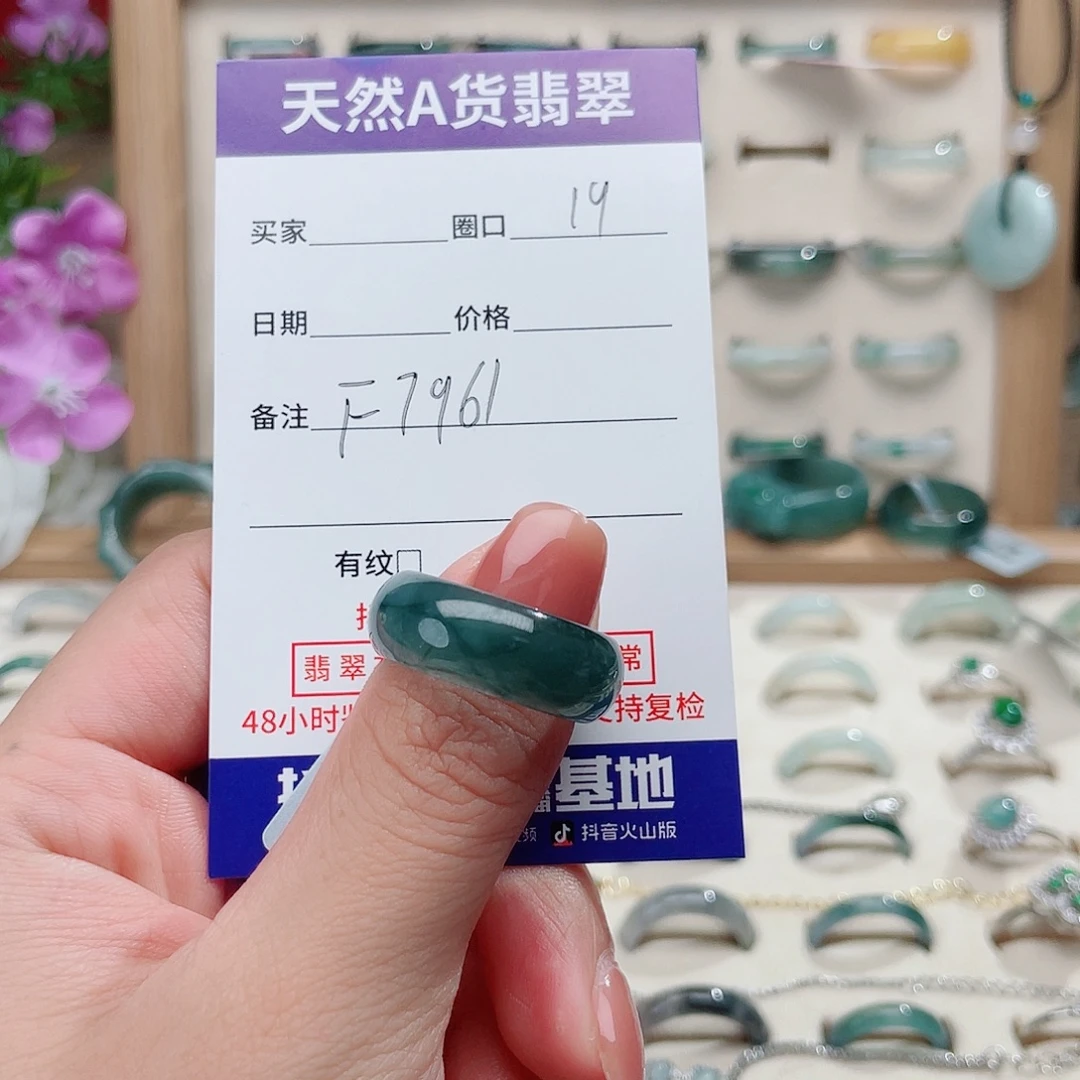 天然A货翡翠
买家 圈口 19
日期 价格
备注 F7961
有纹□
翡翠 常
48小时 支持复检
基地
抖音火山版